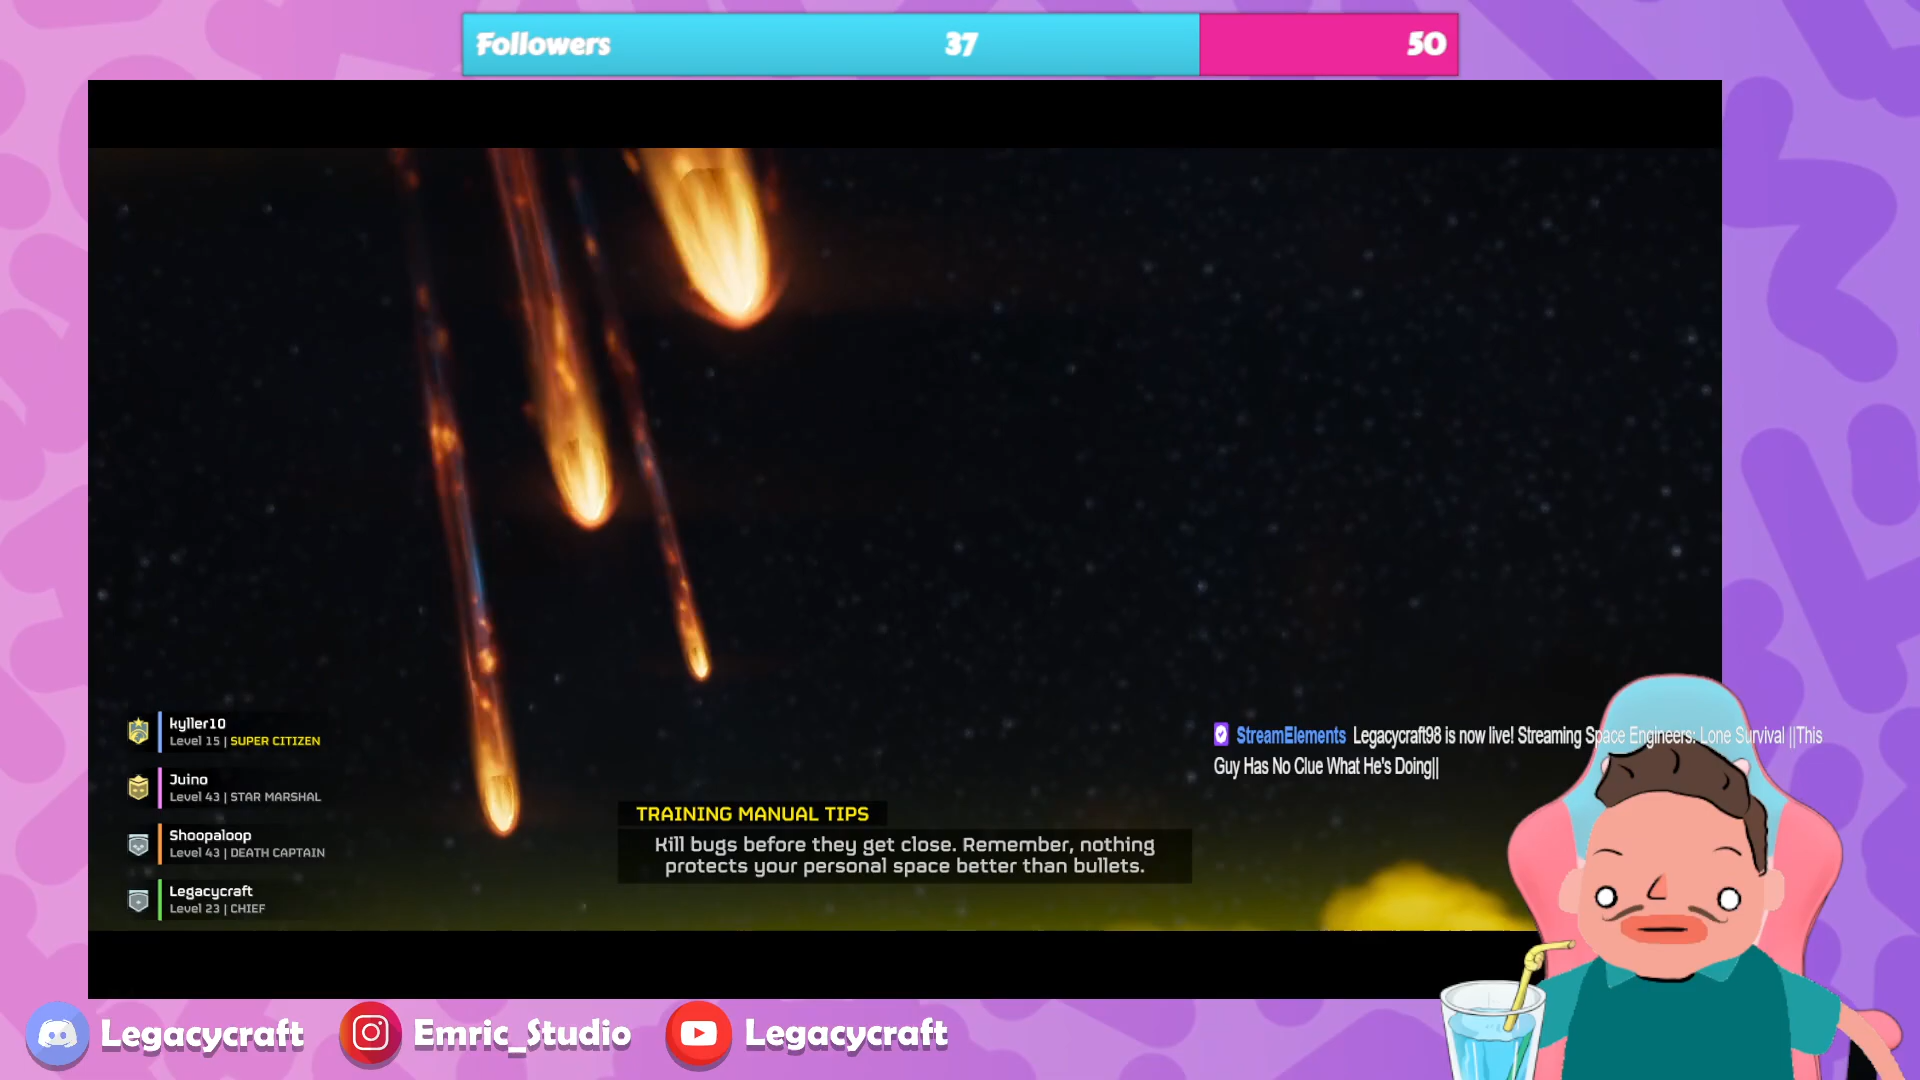 Followers 37 50
kyller10
Level 15 | SUPER CITIZEN
Juino
Level 43 | STAR MARSHAL
Shoopaloop
Level 43 | DEATH CAPTAIN
Legacycraft
Level 23 | CHIEF
TRAINING MANUAL TIPS
Kill bugs before they get close. Remember, nothing
protects your personal space better than bullets.
StreamElements Legacycraft98 is now live! Streaming Space Engineers: Lone Survival ||This
Guy Has No Clue What He's Doing||
Legacycraft Emric_Studio Legacycraft